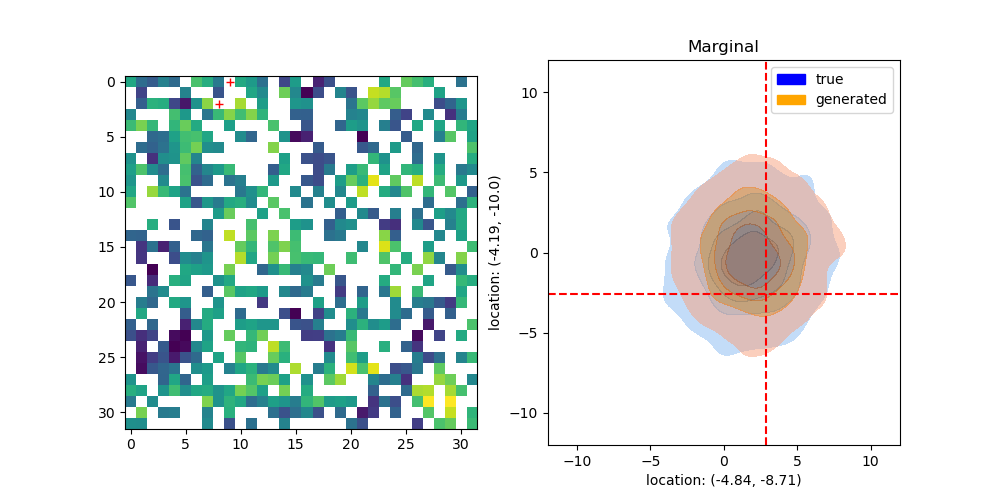 Marginal
true
generated
0
5
10
15
20
25
30
0 5 10 15 20 25 30
location: (-4.19, -10.0)
10
5
0
−5
−10
−10 −5 0 5 10
location: (-4.84, -8.71)